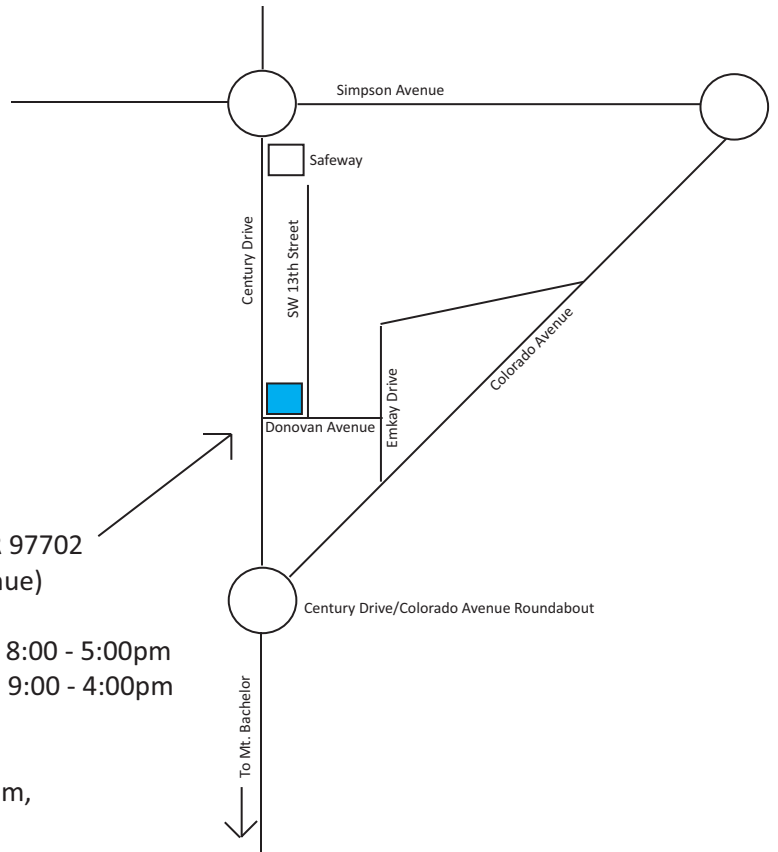 Simpson Avenue
Safeway
Century Drive
SW 13th Street
Colorado Avenue
Emkay Drive
Donovan Avenue
97702
nue)
Century Drive/Colorado Avenue Roundabout
8:00 - 5:00pm
9:00 - 4:00pm
To Mt. Bachelor
m,